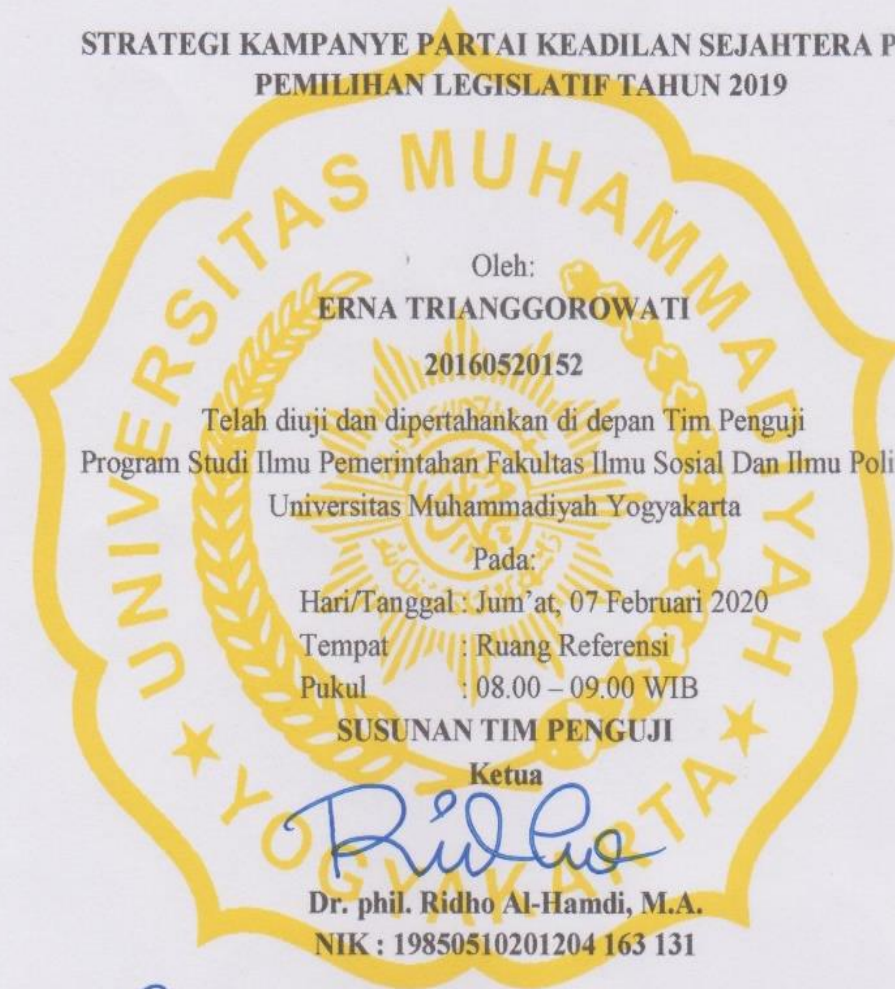 STRATEGI KAMPANYE PARTAI KEADILAN SEJAHTERA P
PEMILIHAN LEGISLATIF TAHUN 2019
UNIVERSITAS MUHAMMADIYAH
YOGYAKARTA
Oleh:
ERNA TRIANGGOROWATI
20160520152
Telah diuji dan dipertahankan di depan Tim Penguji
Program Studi Ilmu Pemerintahan Fakultas Ilmu Sosial Dan Ilmu Poli
Universitas Muhammadiyah Yogyakarta
Pada:
Hari/Tanggal : Jum'at, 07 Februari 2020
Tempat : Ruang Referensi
Pukul : 08.00 – 09.00 WIB
SUSUNAN TIM PENGUJI
Ketua
Ridho
Dr. phil. Ridho Al-Hamdi, M.A.
NIK : 19850510201204 163 131